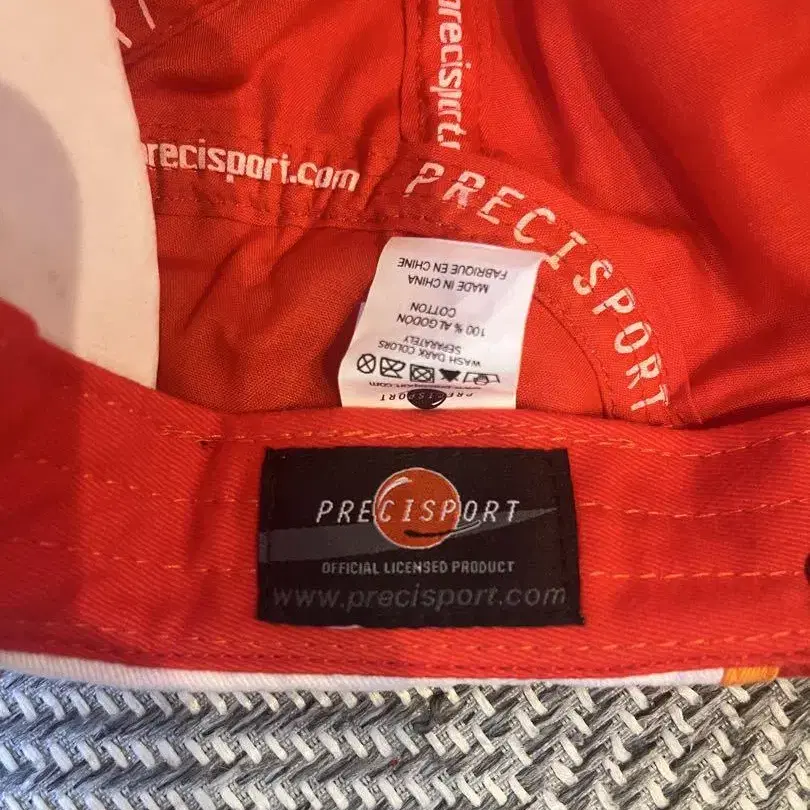 precisport.com
precisport
PRECISPORT
FABRIQUE EN CHINE
MADE IN CHINA
COTTON
100 % ALGODON
SEPARATELY
WASH DARK COLORS
PRECISPORT
OFFICIAL LICENSED PRODUCT
www.precisport.com